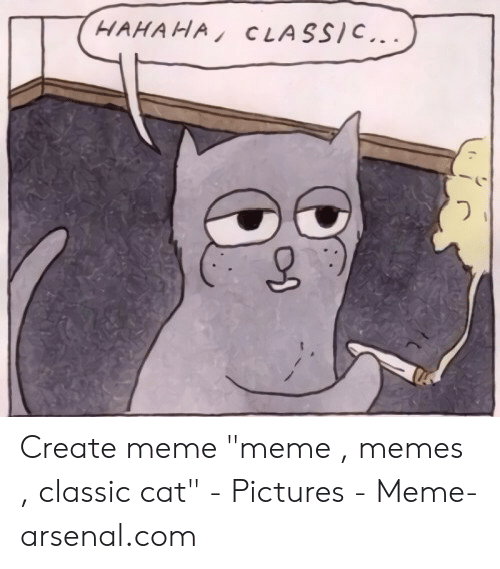 HAHAHA, CLASSIC...
Create meme "meme , memes
, classic cat" - Pictures - Meme-
arsenal.com